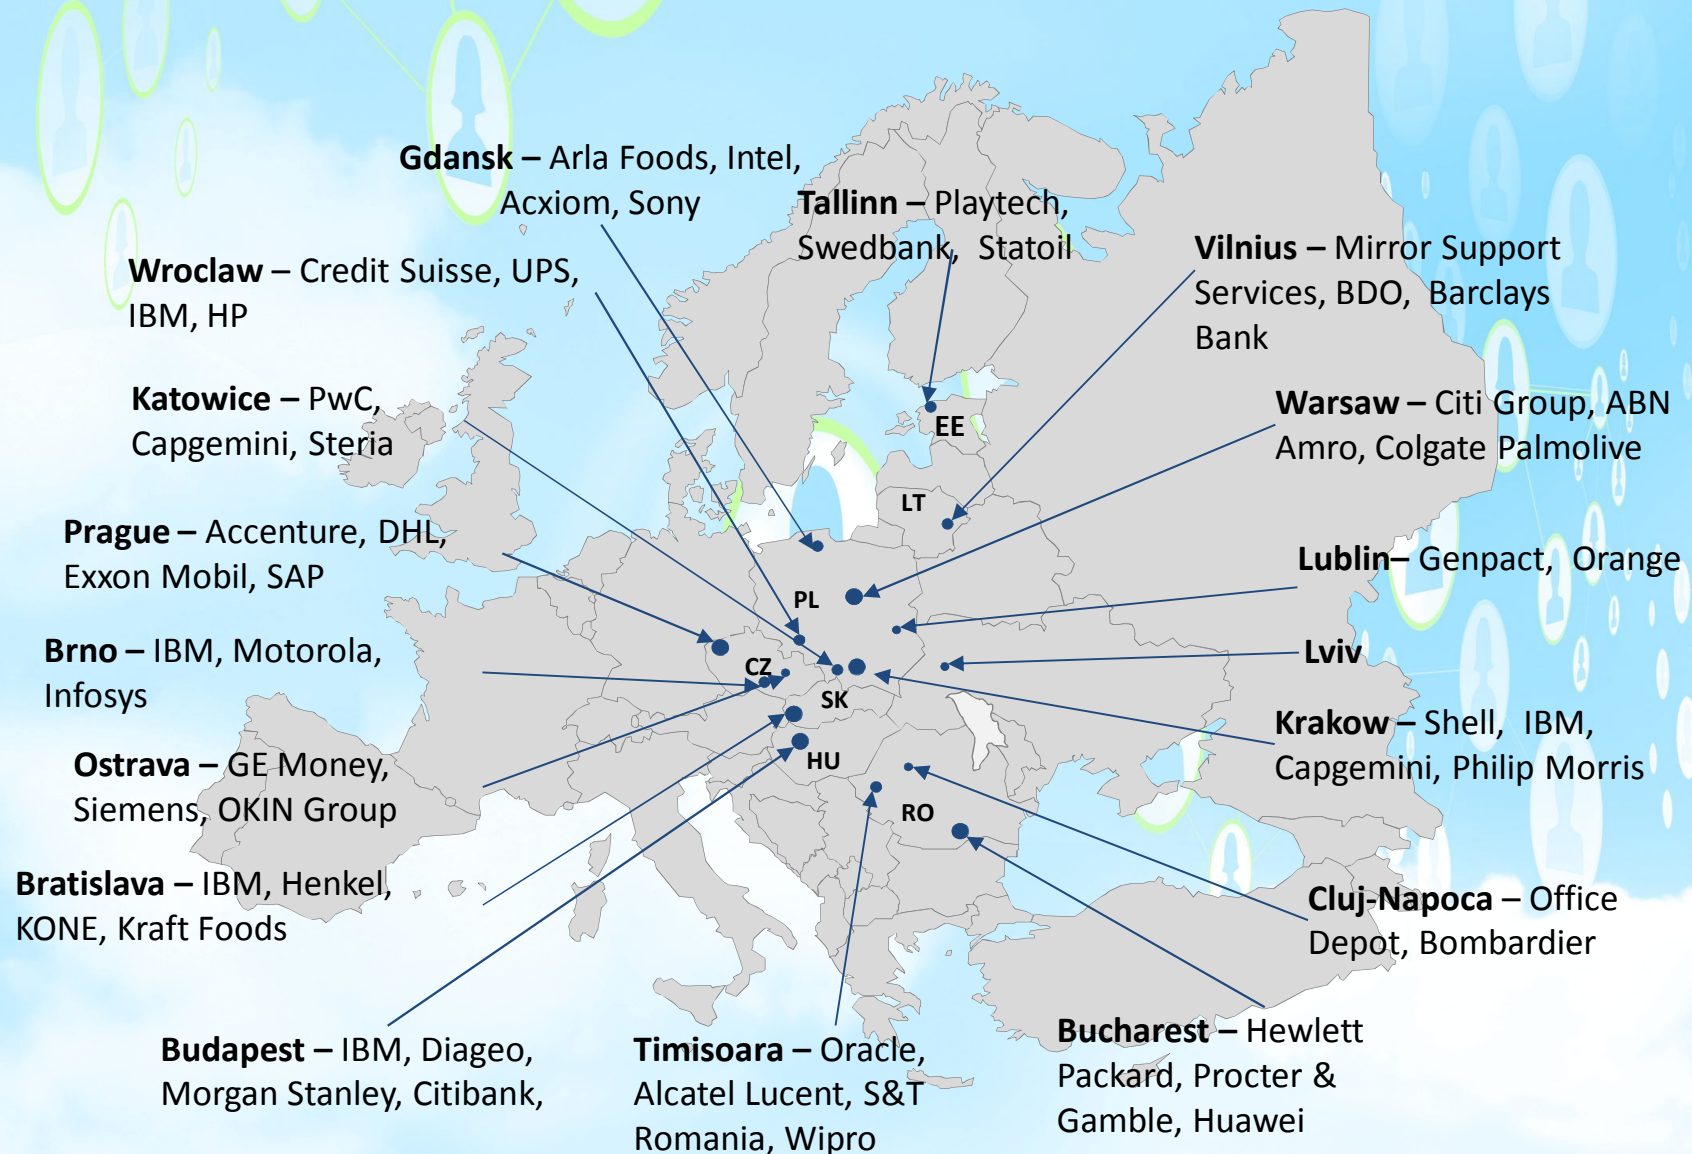 Gdansk – Arla Foods, Intel,
Acxiom, Sony
Tallinn – Playtech,
Swedbank, Statoil
Wroclaw – Credit Suisse, UPS,
IBM, HP
Vilnius – Mirror Support
Services, BDO, Barclays
Bank
Katowice – PwC,
Capgemini, Steria
Warsaw – Citi Group, ABN
Amro, Colgate Palmolive
EE
LT
Prague – Accenture, DHL,
Exxon Mobil, SAP
Lublin– Genpact, Orange
PL
Brno – IBM, Motorola,
Infosys
CZ
Lviv
SK
Krakow – Shell, IBM,
Capgemini, Philip Morris
Ostrava – GE Money,
Siemens, OKIN Group
HU
RO
Bratislava – IBM, Henkel,
KONE, Kraft Foods
Cluj-Napoca – Office
Depot, Bombardier
Budapest – IBM, Diageo,
Morgan Stanley, Citibank,
Timisoara – Oracle,
Alcatel Lucent, S&T
Romania, Wipro
Bucharest – Hewlett
Packard, Procter &
Gamble, Huawei